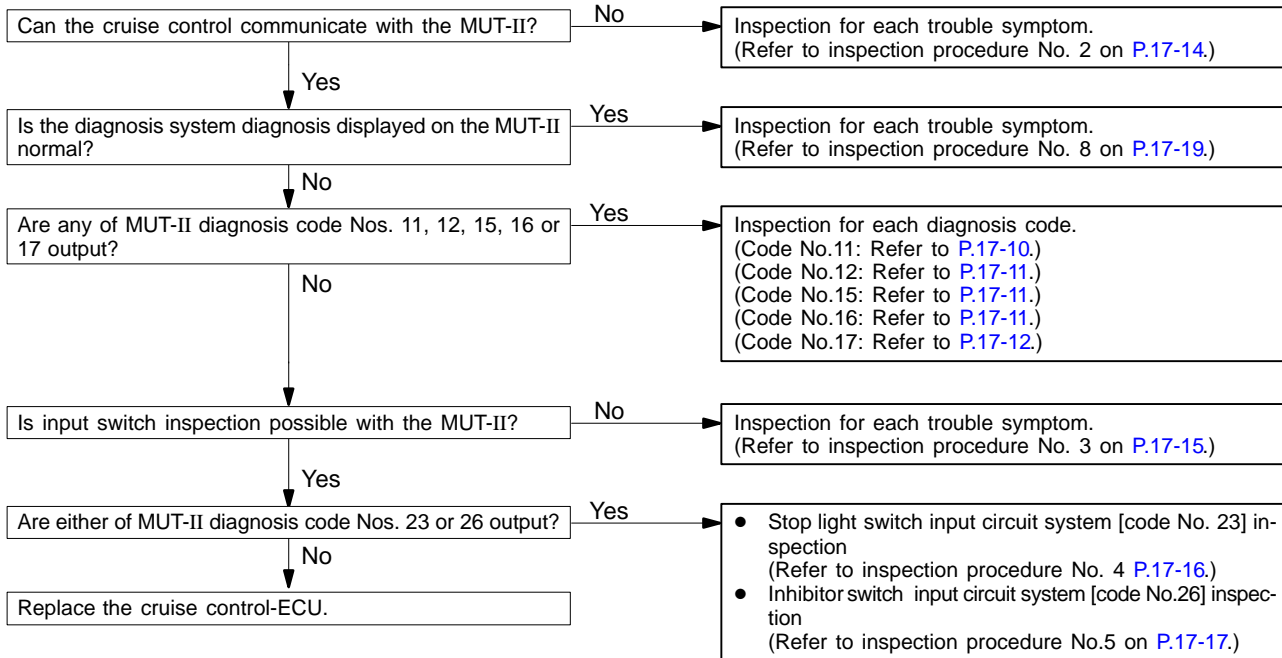 Can the cruise control communicate with the MUT-II?
No
Inspection for each trouble symptom.
(Refer to inspection procedure No. 2 on P.17-14.)
Yes
Is the diagnosis system diagnosis displayed on the MUT-II
normal?
Yes
Inspection for each trouble symptom.
(Refer to inspection procedure No. 8 on P.17-19.)
No
Are any of MUT-II diagnosis code Nos. 11, 12, 15, 16 or
17 output?
Yes
Inspection for each diagnosis code.
(Code No.11: Refer to P.17-10.)
(Code No.12: Refer to P.17-11.)
(Code No.15: Refer to P.17-11.)
(Code No.16: Refer to P.17-11.)
(Code No.17: Refer to P.17-12.)
No
Is input switch inspection possible with the MUT-II?
No
Inspection for each trouble symptom.
(Refer to inspection procedure No. 3 on P.17-15.)
Yes
Are either of MUT-II diagnosis code Nos. 23 or 26 output?
Yes
● Stop light switch input circuit system [code No. 23] in-
spection
(Refer to inspection procedure No. 4 P.17-16.)
● Inhibitor switch input circuit system [code No.26] inspec-
tion
(Refer to inspection procedure No.5 on P.17-17.)
No
Replace the cruise control-ECU.